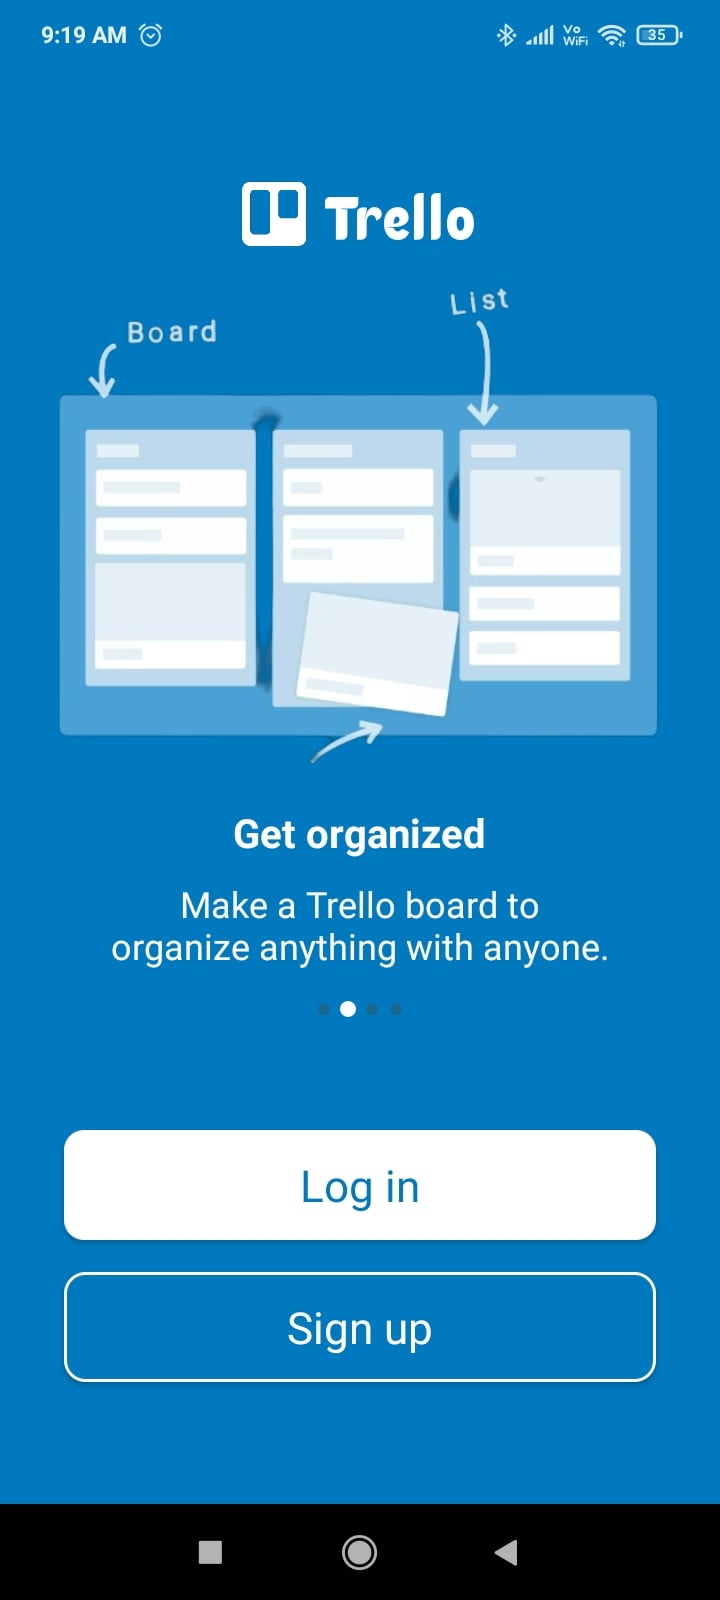 9:19 AM
Vo
WiFi
35
Trello
List
Board
Get organized
Make a Trello board to
organize anything with anyone.
Log in
Sign up